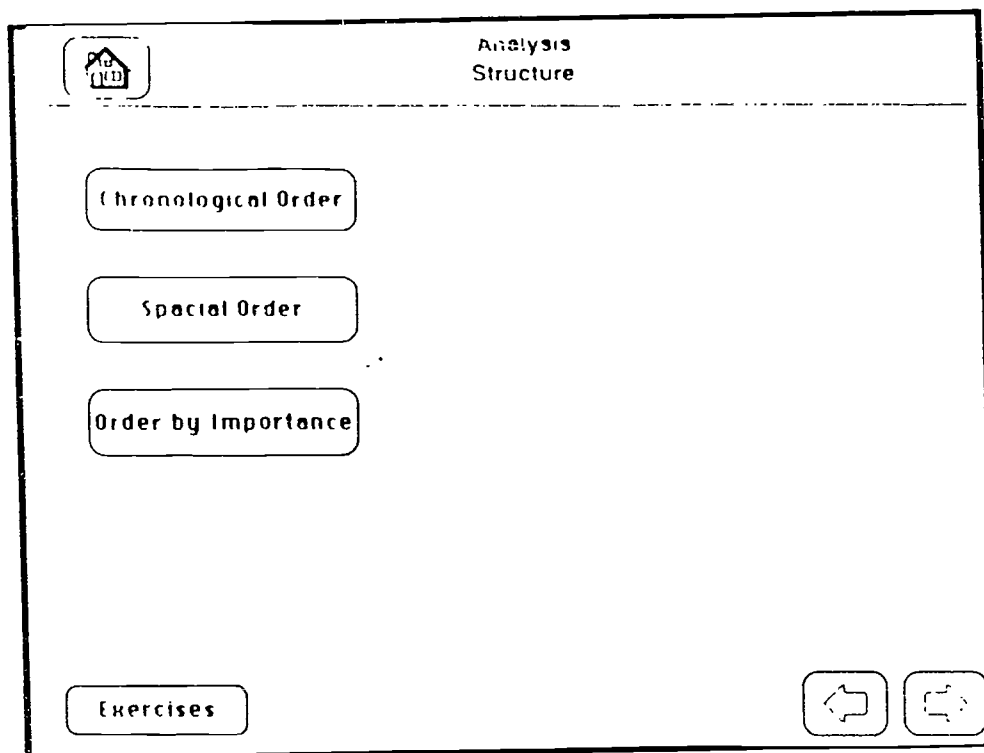 Analysis
Structure
Chronological Order
Spacial Order
Order by Importance
Exercises